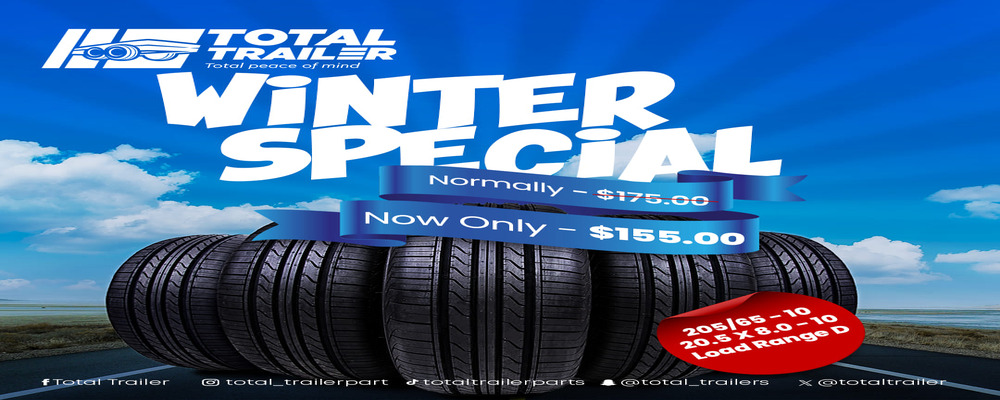 TOTAL
TRAILER
Total peace of mind
WiNTER
SPECiAL
Normally – $175.00
Now Only – $155.00
205/65 – 10
20.5 X 8.0 – 10
Load Range D
Total Trailer total_trailerpart totaltrailerparts @total_trailers @totaltrailer